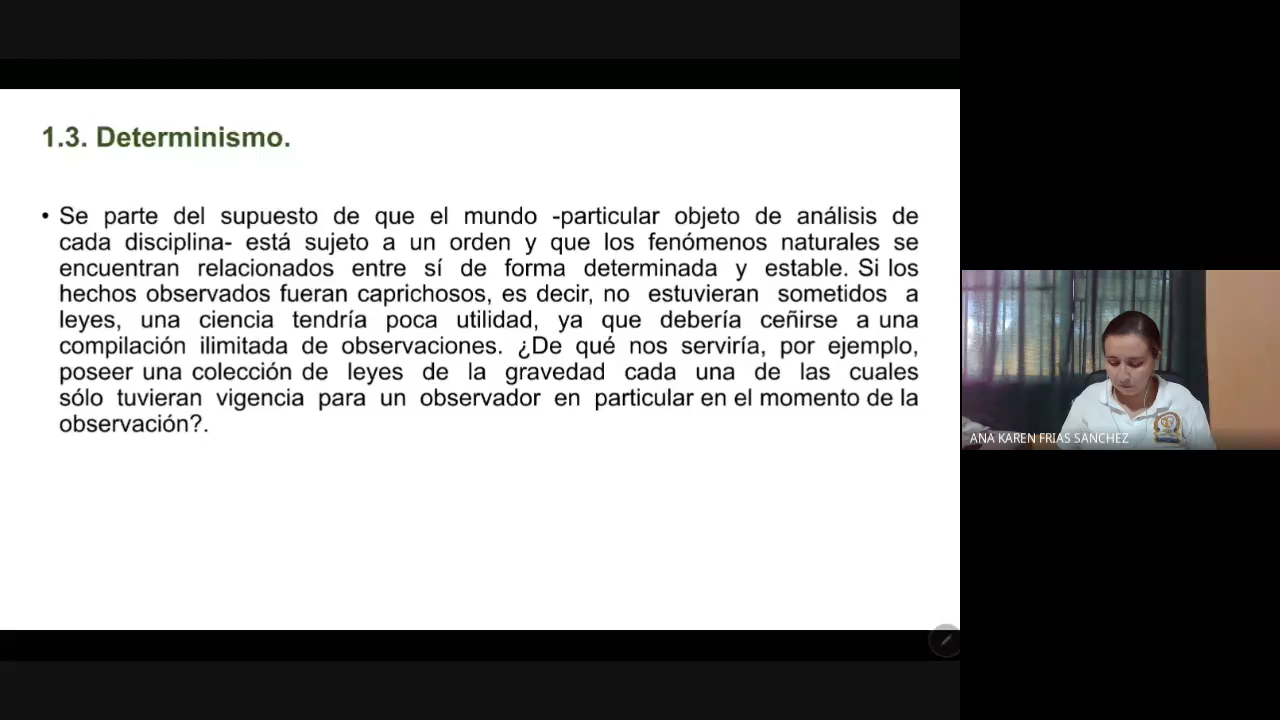 1.3. Determinismo.
• Se parte del supuesto de que el mundo -particular objeto de análisis de
cada disciplina- está sujeto a un orden y que los fenómenos naturales se
encuentran relacionados entre sí de forma determinada y estable. Si los
hechos observados fueran caprichosos, es decir, no estuvieran sometidos a
leyes, una ciencia tendría poca utilidad, ya que debería ceñirse a una
compilación ilimitada de observaciones. ¿De qué nos serviría, por ejemplo,
poseer una colección de leyes de la gravedad cada una de las cuales
sólo tuvieran vigencia para un observador en particular en el momento de la
observación?.
ANA KAREN FRIAS SANCHEZ